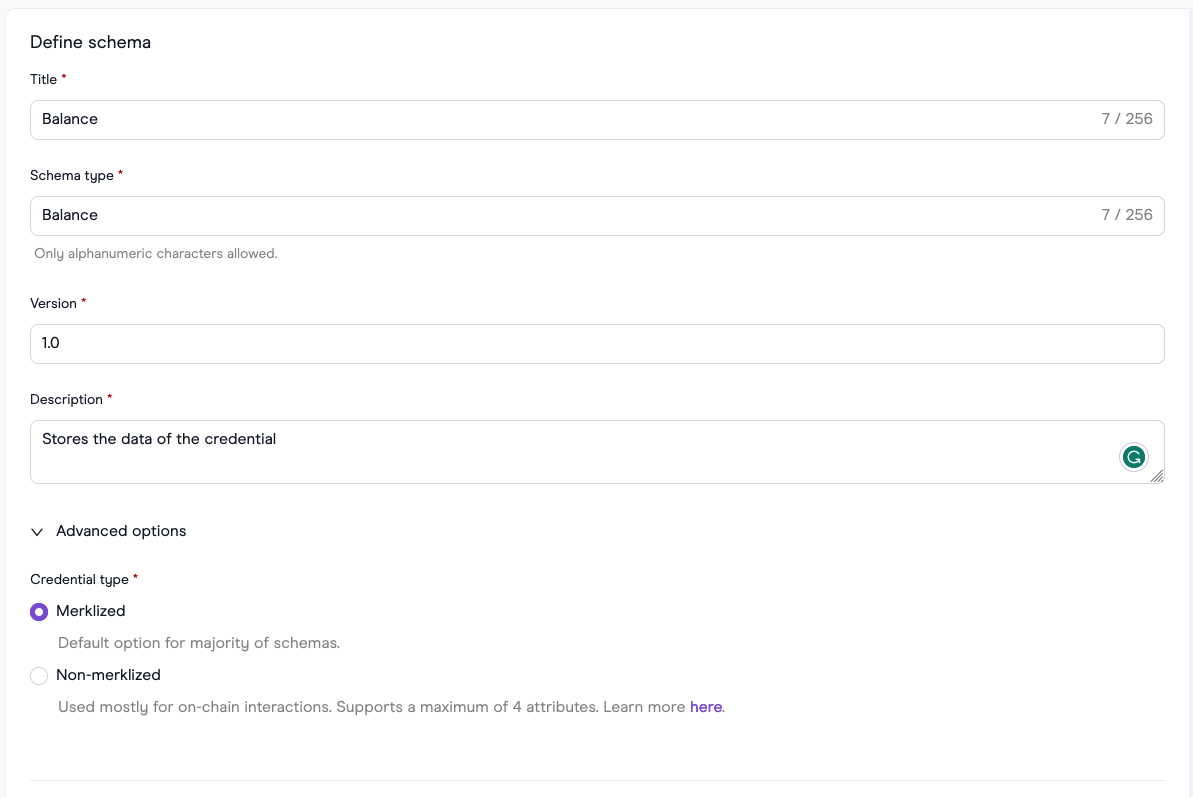 Define schema
Title *
Balance 7 / 256
Schema type *
Balance 7 / 256
Only alphanumeric characters allowed.
Version *
1.0
Description *
Stores the data of the credential
Advanced options
Credential type *
Merklized
Default option for majority of schemas.
Non-merklized
Used mostly for on-chain interactions. Supports a maximum of 4 attributes. Learn more here.